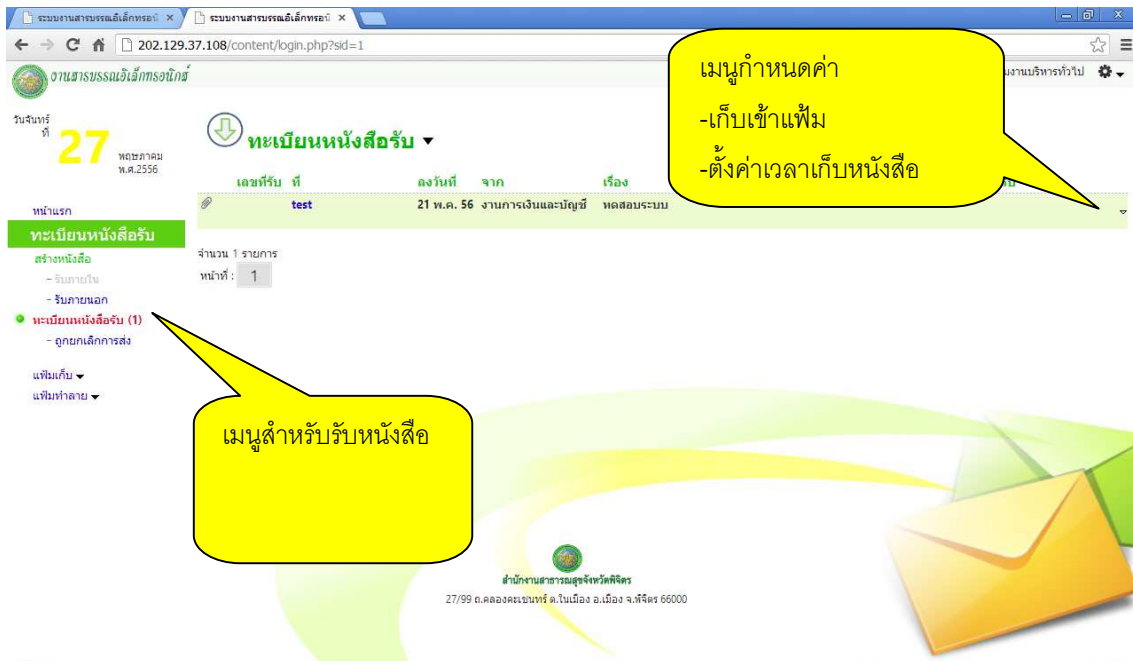 ระบบงานสารบรรณอิเล็กทรอนิ
ระบบงานสารบรรณอิเล็กทรอนิ
202.129.37.108/content/login.php?sid=1
งานสารบรรณอิเล็กทรอนิกส์
มงานบริหารทั่วไป
เมนูกำหนดค่า
-เก็บเข้าแฟ้ม
-ตั้งค่าเวลาเก็บหนังสือ
วันจันทร์
ที่
27
พฤษภาคม
พ.ศ.2556
ทะเบียนหนังสือรับ
เลขที่รับ ที่ ลงวันที่ จาก เรื่อง
test 21 พ.ค. 56 งานการเงินและบัญชี ทดสอบระบบ
จำนวน 1 รายการ
หน้าที่ : 1
หน้าแรก
ทะเบียนหนังสือรับ
สร้างหนังสือ
- รับภายใน
- รับภายนอก
ทะเบียนหนังสือรับ (1)
- ถูกยกเลิกการส่ง
แฟ้มเก็บ
แฟ้มทำลาย
เมนูสำหรับรับหนังสือ
สำนักงานสาธารณสุขจังหวัดพิจิตร
27/99 ถ.คลองคะเชนทร์ ต.ในเมือง อ.เมือง จ.พิจิตร 66000